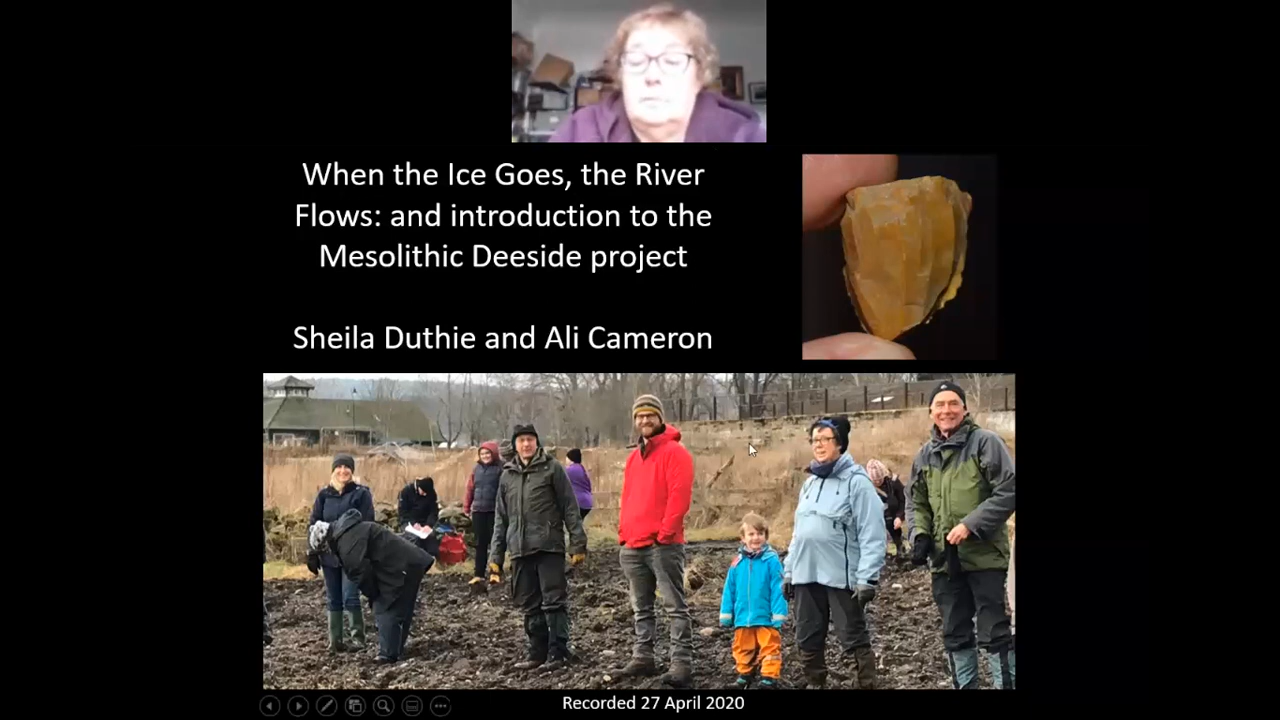 When the Ice Goes, the River
Flows: and introduction to the
Mesolithic Deeside project
Sheila Duthie and Ali Cameron
Recorded 27 April 2020